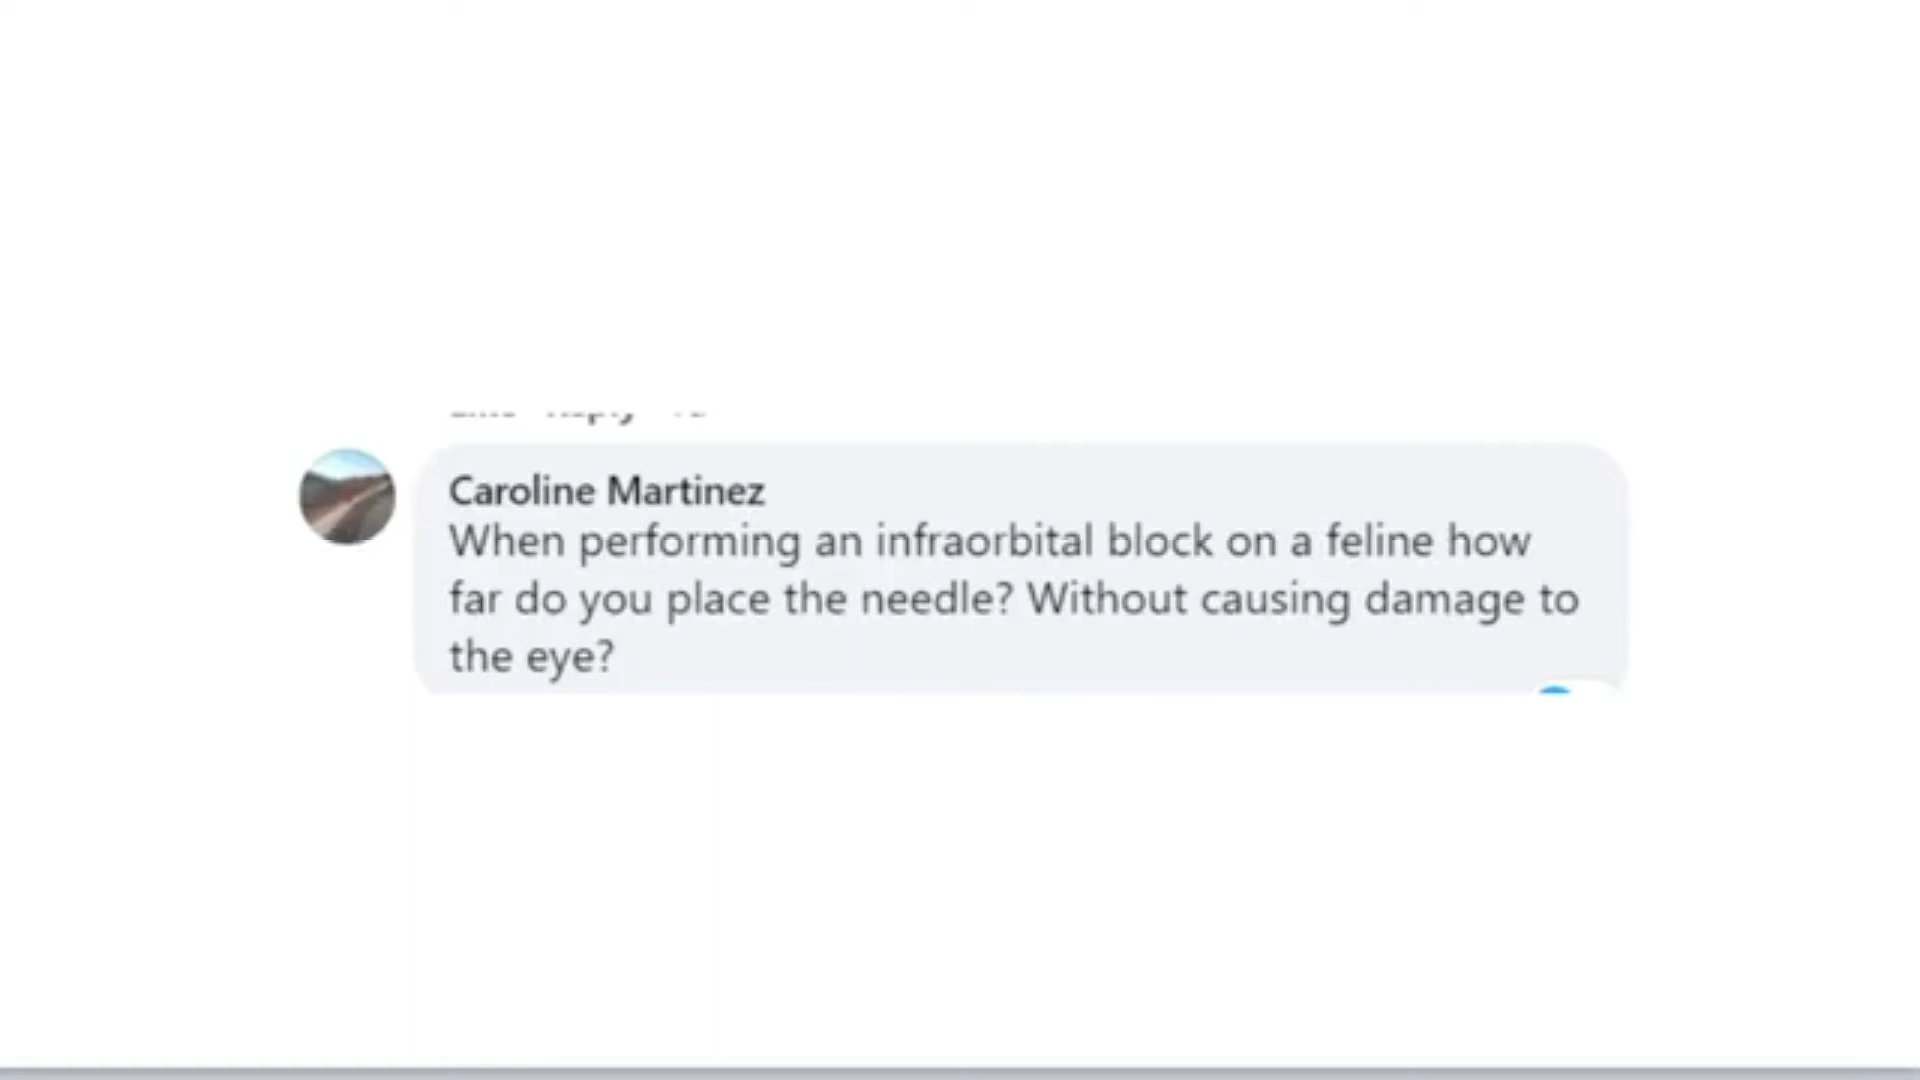 Caroline Martinez
When performing an infraorbital block on a feline how
far do you place the needle? Without causing damage to
the eye?